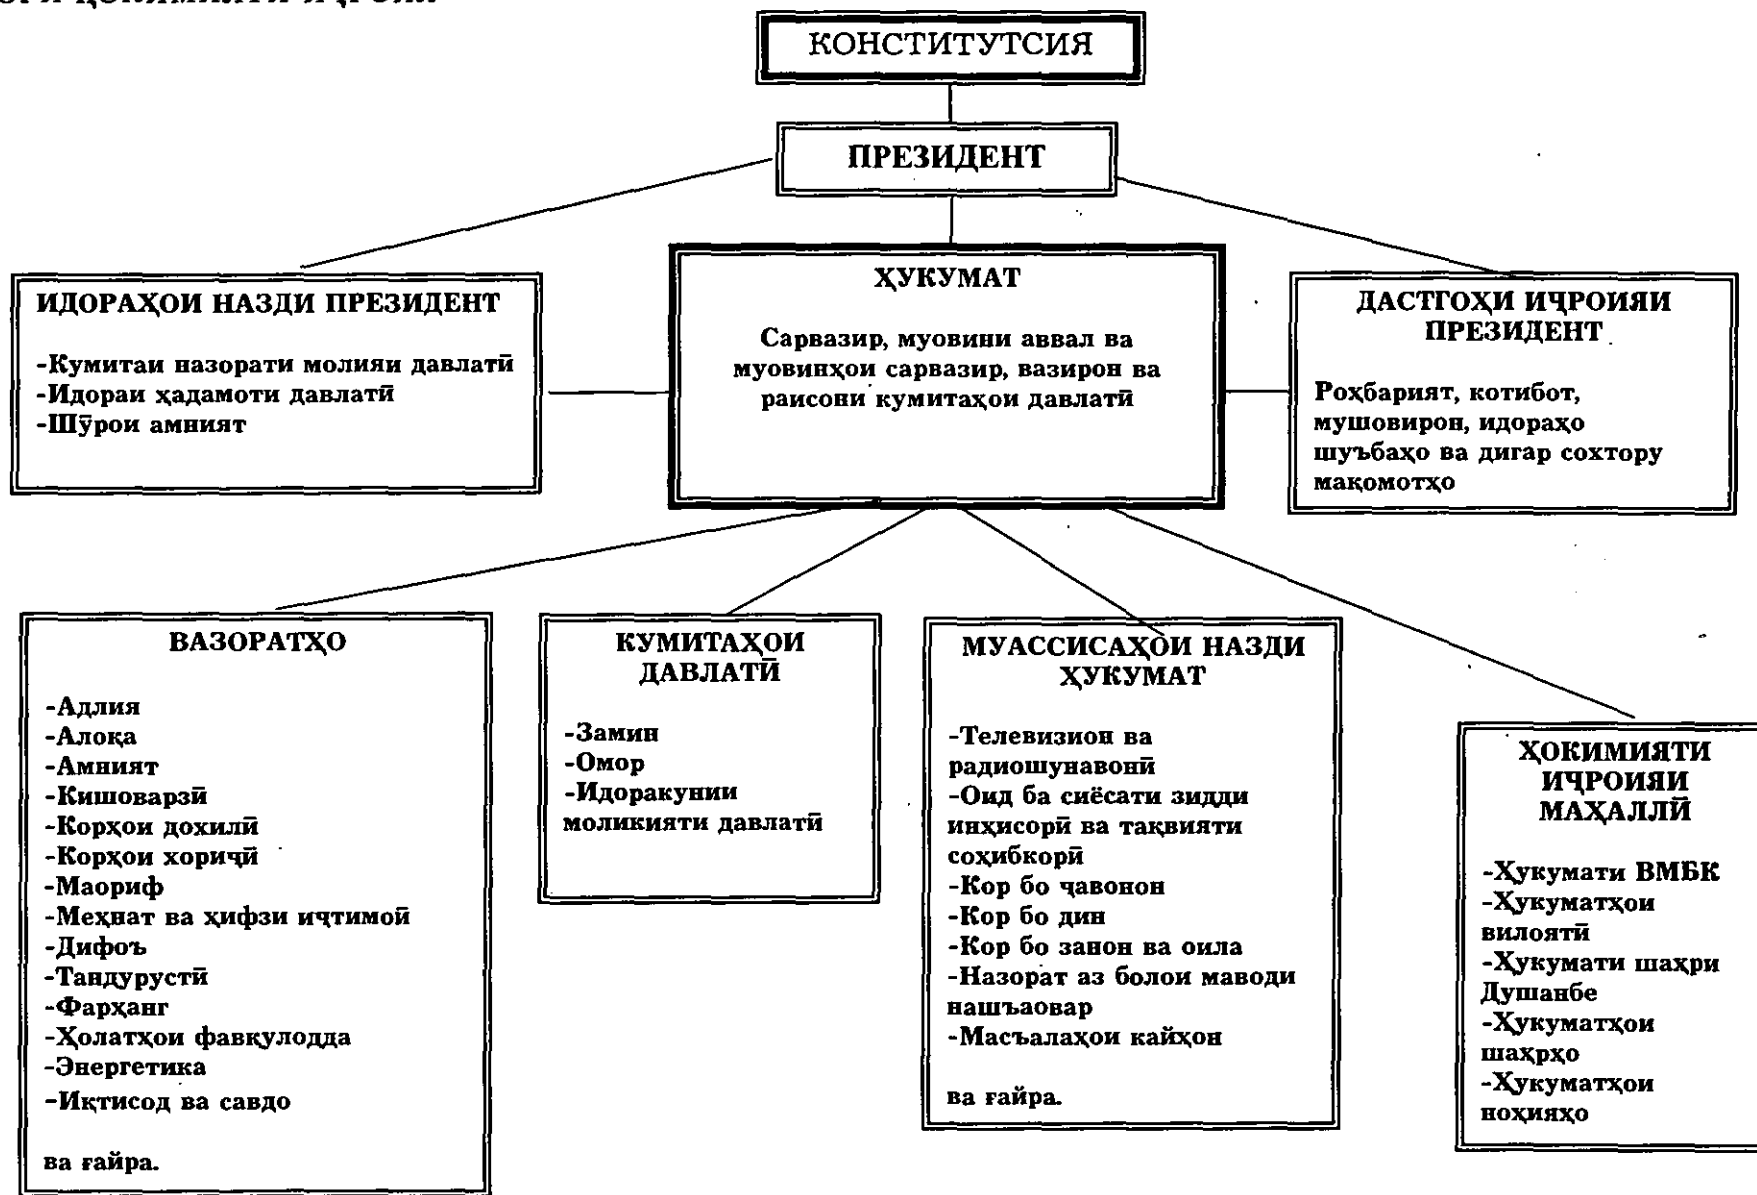 КОНСТИТУТСИЯ
ПРЕЗИДЕНТ
ИДОРАҲОИ НАЗДИ ПРЕЗИДЕНТ
-Кумитаи назорати молияи давлатӣ
-Идораи ҳадамоти давлатӣ
-Шӯрои амният
ҲУКУМАТ
Сарвазир, муовини аввал ва
муовинҳои сарвазир, вазирон ва
раисони кумитаҳои давлатӣ
ДАСТГОҲИ ИҶРОИЯИ
ПРЕЗИДЕНТ
Роҳбарият, котибот,
мушовирон, идораҳо
шуъбаҳо ва дигар сохтору
мақомотҳо
ВАЗОРАТҲО
-Адлия
-Алоқа
-Амният
-Кишоварзӣ
-Корҳои дохилӣ
-Корҳои хориҷӣ
-Маориф
-Меҳнат ва ҳифзи иҷтимоӣ
-Дифоъ
-Тандурустӣ
-Фарҳанг
-Ҳолатҳои фавқулодда
-Энергетика
-Иқтисод ва савдо
ва ғайра.
КУМИТАҲОИ
ДАВЛАТӢ
-Замин
-Омор
-Идоракунии
моликияти давлатӣ
МУАССИСАҲОИ НАЗДИ
ҲУКУМАТ
-Телевизион ва
радиошунавонӣ
-Оид ба сиёсати зидди
инҳисорӣ ва тақвияти
соҳибкорӣ
-Кор бо ҷавонон
-Кор бо дин
-Кор бо занон ва оила
-Назорат аз болои маводи
нашъаовар
-Масъалаҳои кайҳон
ва ғайра.
ҲОКИМИЯТИ
ИҶРОИЯИ
МАҲАЛЛӢ
-Ҳукумати ВМБК
-Ҳукуматҳои
вилоятӣ
-Ҳукумати шаҳри
Душанбе
-Ҳукуматҳои
шаҳрҳо
-Ҳукуматҳои
ноҳияҳо